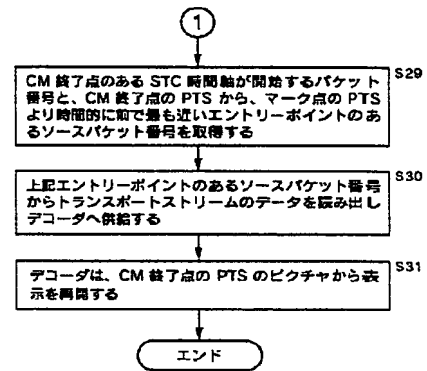 1
S29
CM 終了点のある STC 時間軸が開始するパケット
番号と、CM 終了点の PTS から、マーク点の PTS
より時間的に前で最も近いエントリーポイントのあ
るソースパケット番号を取得する
S30
上記エントリーポイントのあるソースパケット番号
からトランスポートストリームのデータを読み出し
デコーダへ供給する
S31
デコーダは、CM 終了点の PTS のピクチャから表
示を再開する
エンド